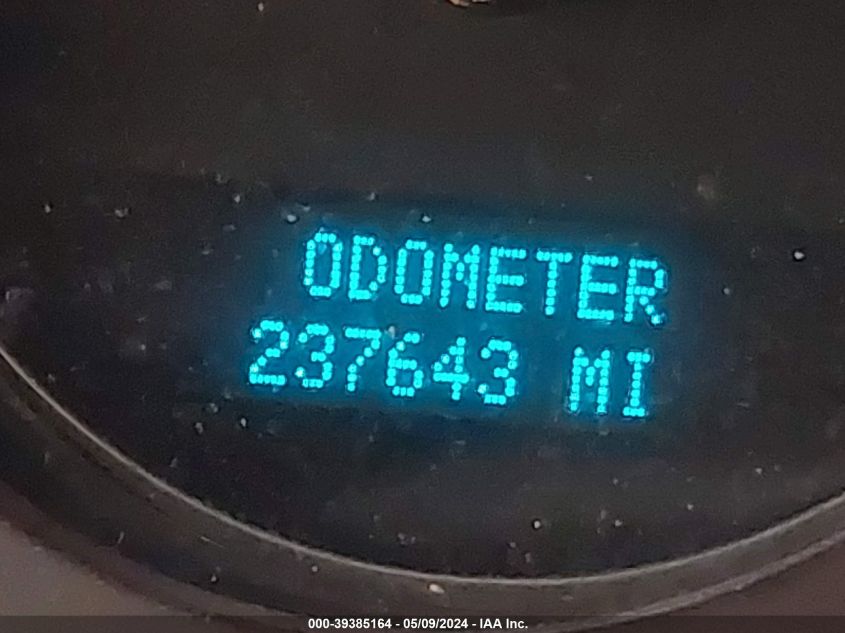 ODOMETER
237643 MI
000-39385164 - 05/09/2024 - IAA Inc.